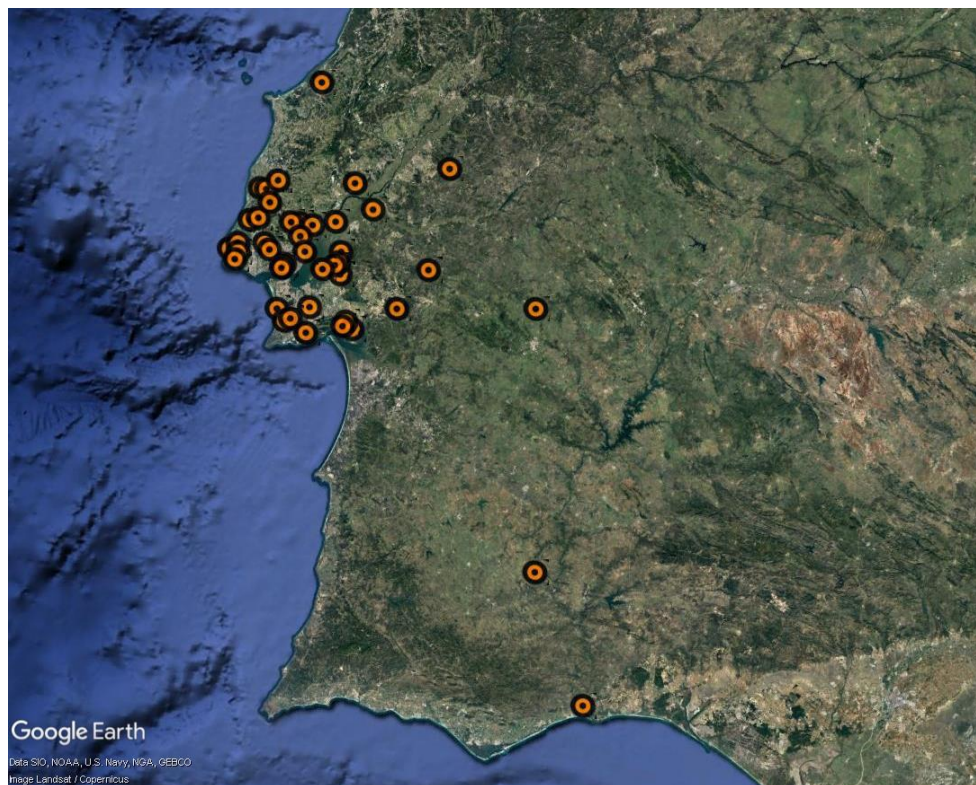 Google Earth
Data SIO, NOAA, U.S. Navy, NGA, GEBCO
Image Landsat / Copernicus